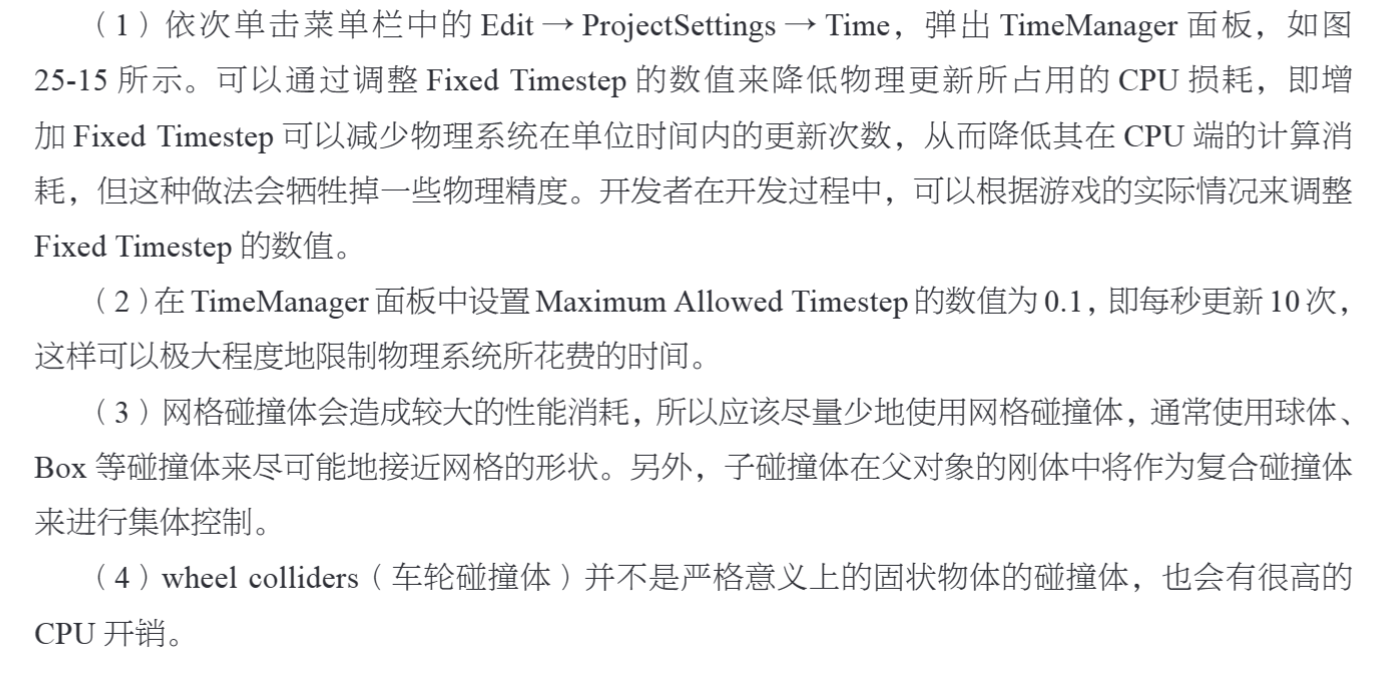 （1）依次单击菜单栏中的 Edit → ProjectSettings → Time，弹出 TimeManager 面板，如图
25-15 所示。可以通过调整 Fixed Timestep 的数值来降低物理更新所占用的 CPU 损耗，即增
加 Fixed Timestep 可以减少物理系统在单位时间内的更新次数，从而降低其在 CPU 端的计算消
耗，但这种做法会牺牲掉一些物理精度。开发者在开发过程中，可以根据游戏的实际情况来调整
Fixed Timestep 的数值。
（2）在 TimeManager 面板中设置 Maximum Allowed Timestep 的数值为 0.1，即每秒更新 10 次，
这样可以极大程度地限制物理系统所花费的时间。
（3）网格碰撞体会造成较大的性能消耗，所以应该尽量少地使用网格碰撞体，通常使用球体、
Box 等碰撞体来尽可能地接近网格的形状。另外，子碰撞体在父对象的刚体中将作为复合碰撞体
来进行集体控制。
（4）wheel colliders（车轮碰撞体）并不是严格意义上的固状物体的碰撞体，也会有很高的
CPU 开销。